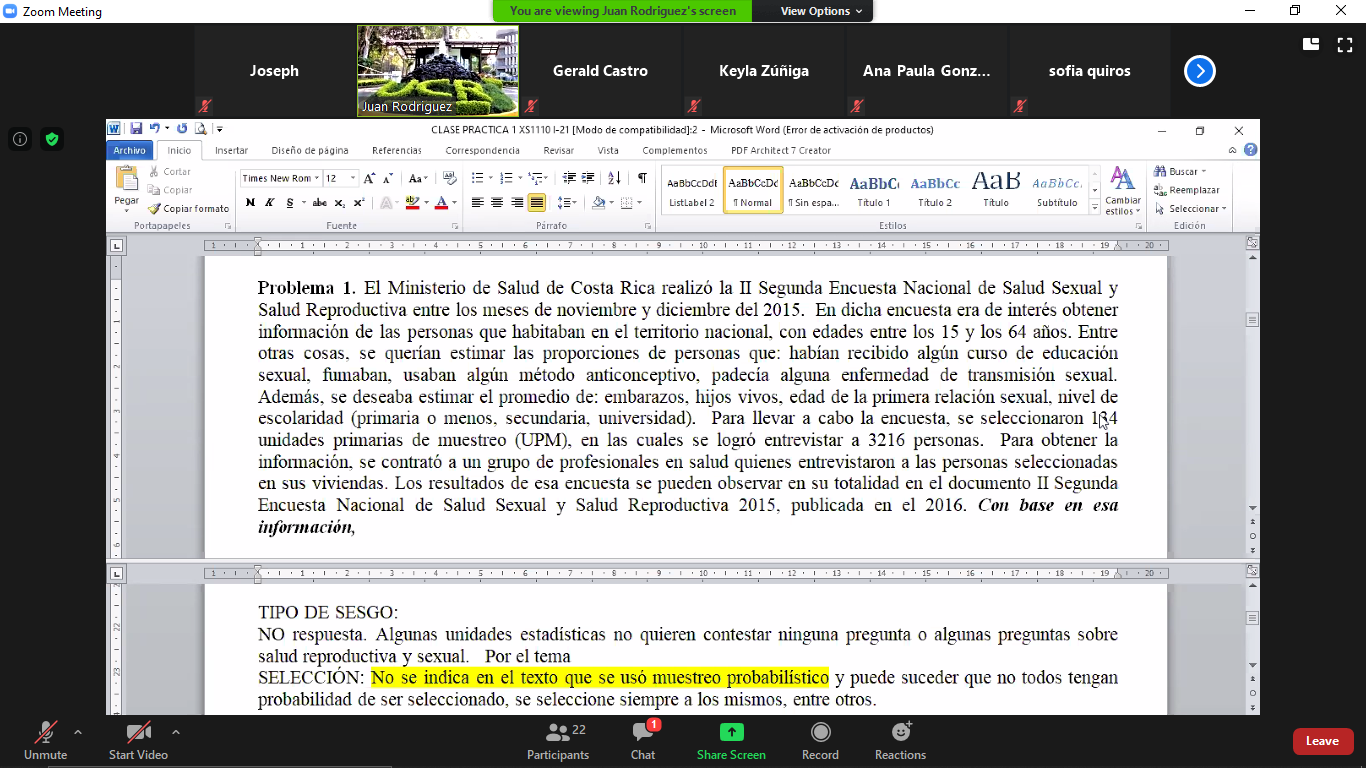 Zoom Meeting
You are viewing Juan Rodriguez's screen
View Options
Joseph
Juan Rodriguez
Gerald Castro
Keyla Zúñiga
Ana Paula Gonz...
sofia quiros
CLASE PRACTICA 1 XS1110 I-21 [Modo de compatibilidad]:2 - Microsoft Word (Error de activación de productos)
Archivo Inicio Insertar Diseño de página Referencias Correspondencia Revisar Vista Complementos PDF Architect 7 Creator
Pegar
Cortar
Copiar
Copiar formato
Portapapeles
Times New Rom 12
Fuente
Párrafo
AaBbCcDdI AaBbCcDc AaBbCcDc AaBbC( AaBbCc AaB AaBbCc.
ListLabel 2 ¶ Normal ¶ Sin espa... Título 1 Título 2 Título Subtítulo
Cambiar estilos
Estilos
Buscar
Reemplazar
Seleccionar
Edición
Problema 1. El Ministerio de Salud de Costa Rica realizó la II Segunda Encuesta Nacional de Salud Sexual y
Salud Reproductiva entre los meses de noviembre y diciembre del 2015. En dicha encuesta era de interés obtener
información de las personas que habitaban en el territorio nacional, con edades entre los 15 y los 64 años. Entre
otras cosas, se querían estimar las proporciones de personas que: habían recibido algún curso de educación
sexual, fumaban, usaban algún método anticonceptivo, padecía alguna enfermedad de transmisión sexual.
Además, se deseaba estimar el promedio de: embarazos, hijos vivos, edad de la primera relación sexual, nivel de
escolaridad (primaria o menos, secundaria, universidad). Para llevar a cabo la encuesta, se seleccionaron 134
unidades primarias de muestreo (UPM), en las cuales se logró entrevistar a 3216 personas. Para obtener la
información, se contrató a un grupo de profesionales en salud quienes entrevistaron a las personas seleccionadas
en sus viviendas. Los resultados de esa encuesta se pueden observar en su totalidad en el documento II Segunda
Encuesta Nacional de Salud Sexual y Salud Reproductiva 2015, publicada en el 2016. Con base en esa
información,
TIPO DE SESGO:
NO respuesta. Algunas unidades estadísticas no quieren contestar ninguna pregunta o algunas preguntas sobre
salud reproductiva y sexual. Por el tema
SELECCIÓN: No se indica en el texto que se usó muestreo probabilístico y puede suceder que no todos tengan
probabilidad de ser seleccionado, se seleccione siempre a los mismos, entre otros.
Unmute
Start Video
Participants 22
Chat 1
Share Screen
Record
Reactions
Leave